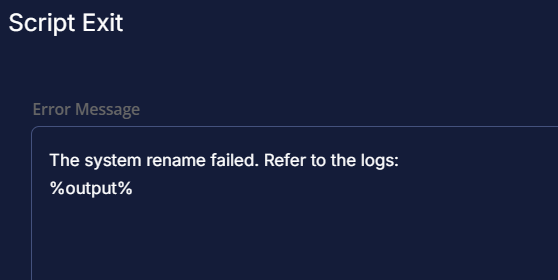 Script Exit
Error Message
The system rename failed. Refer to the logs:
%output%